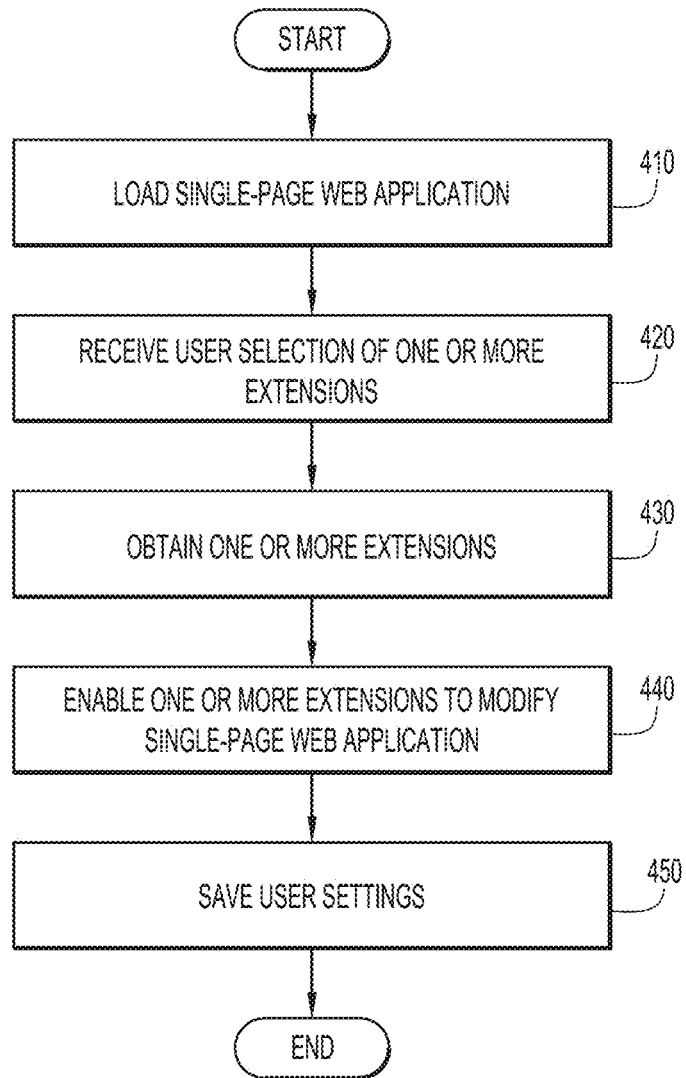 START
LOAD SINGLE-PAGE WEB APPLICATION
410
RECEIVE USER SELECTION OF ONE OR MORE
EXTENSIONS
420
OBTAIN ONE OR MORE EXTENSIONS
430
ENABLE ONE OR MORE EXTENSIONS TO MODIFY
SINGLE-PAGE WEB APPLICATION
440
SAVE USER SETTINGS
450
END